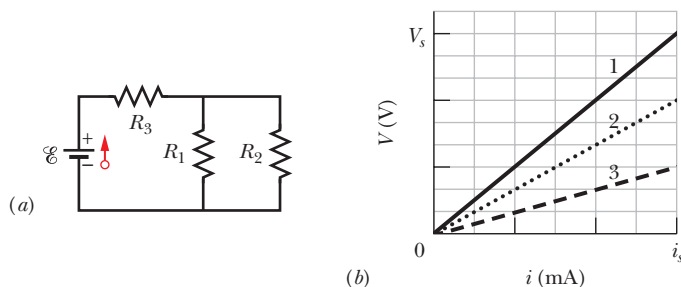 ℰ
+
−
R₃
R₁
R₂
(a)
Vₛ
V (V)
1
2
3
0
iₛ
i (mA)
(b)